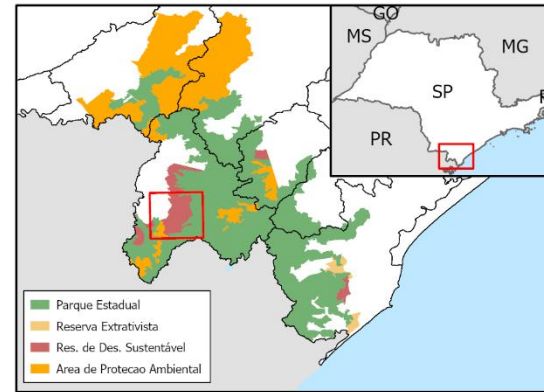 GO
MS
MG
SP
R
PR
Parque Estadual
Reserva Extrativista
Res. de Des. Sustentável
Area de Protecao Ambiental